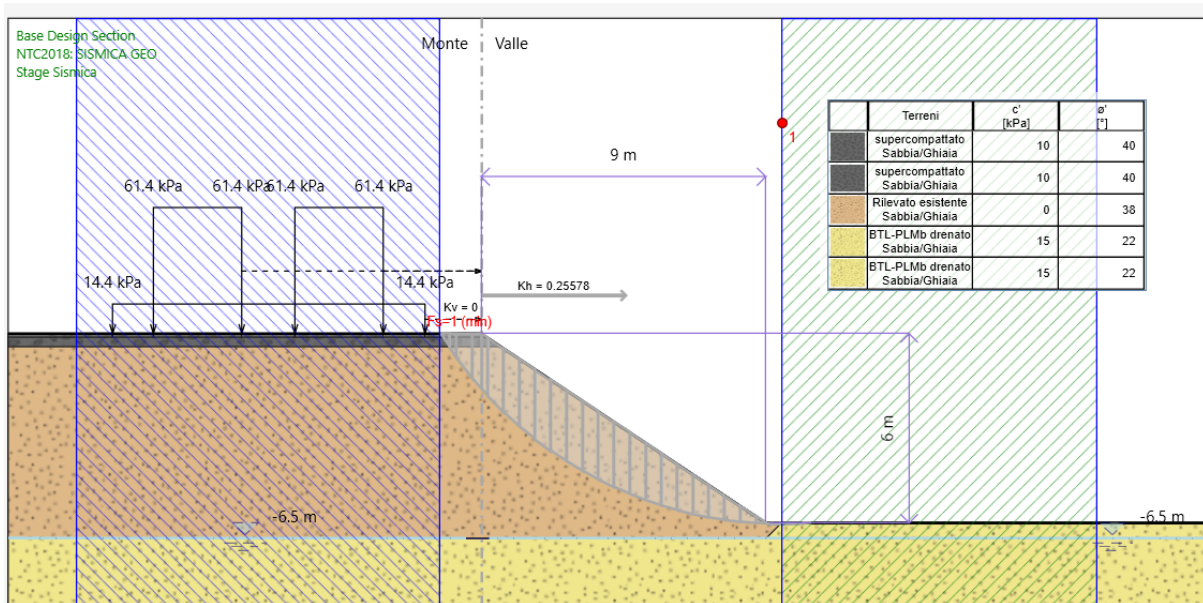 Base Design Section
NTC2018: SISMICA GEO
Stage Sismica
Monte
Valle
1
Terreni c' [kPa] ø' [°]
supercompattato Sabbia/Ghiaia 10 40
supercompattato Sabbia/Ghiaia 10 40
Rilevato esistente Sabbia/Ghiaia 0 38
BTL-PLMb drenato Sabbia/Ghiaia 15 22
BTL-PLMb drenato Sabbia/Ghiaia 15 22
9 m
61.4 kPa
61.4 kPa
61.4 kPa
61.4 kPa
14.4 kPa
14.4 kPa
Kh = 0.25578
Kv = 0
Fs=1 (min)
6 m
-6.5 m
-6.5 m